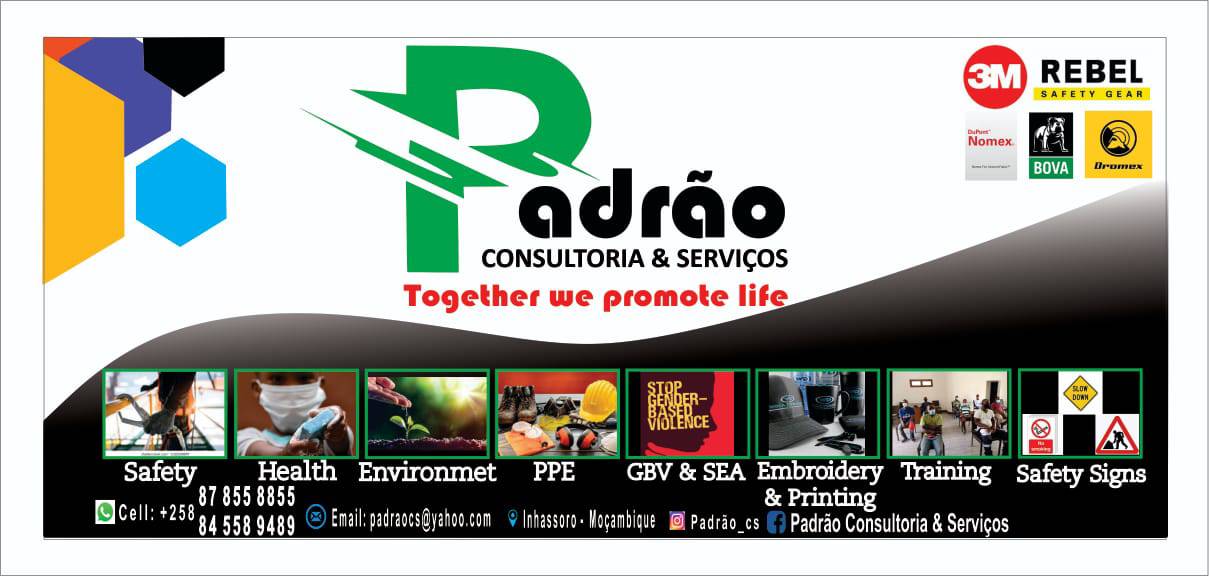 Padrão
CONSULTORIA & SERVIÇOS
Together we promote life
3M
REBEL
SAFETY GEAR
DuPont™
Nomex®
BOVA
Dromex
STOP
GENDER-
BASED
VIOLENCE
SLOW
DOWN
No
smoking
Safety
Health
Environmet
PPE
GBV & SEA
Embroidery
& Printing
Training
Safety Signs
Cell: +258
87 855 8855
84 558 9489
Email: padraocs@yahoo.com
Inhassoro - Moçambique
Padrão_cs
Padrão Consultoria & Serviços